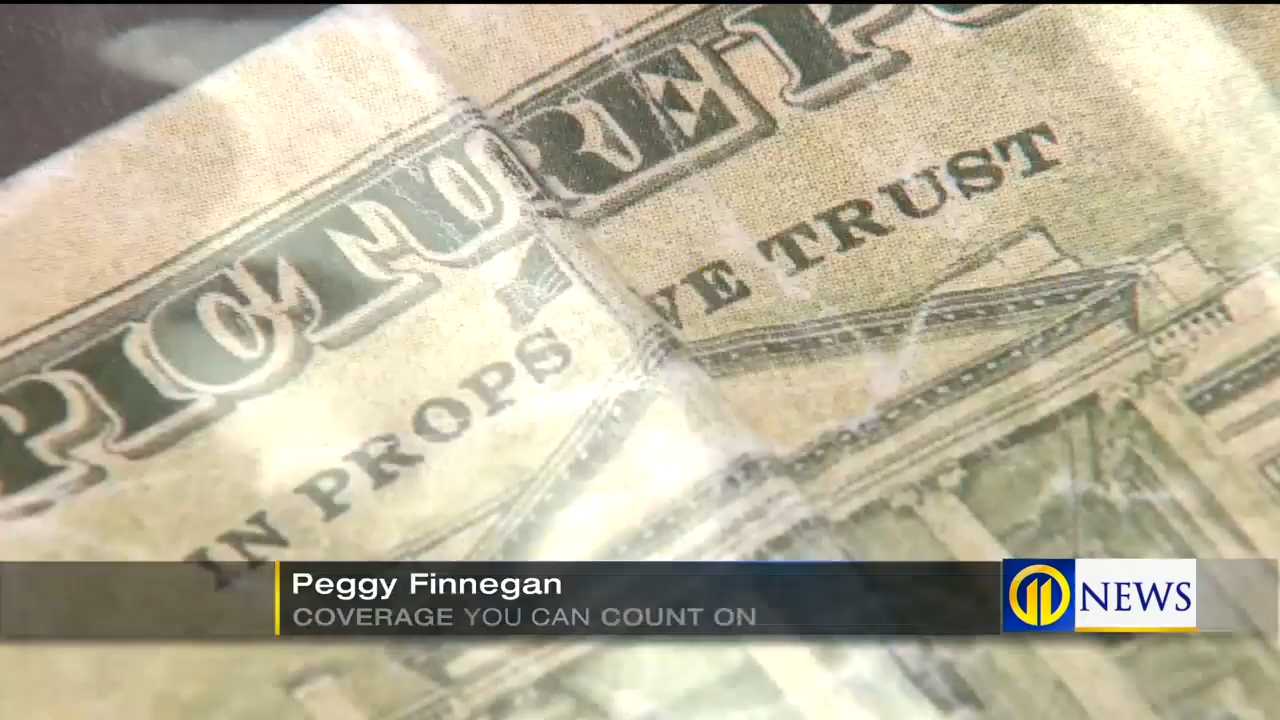 PICTURE
IN PROPS WE TRUST
Peggy Finnegan
COVERAGE YOU CAN COUNT ON
11 NEWS